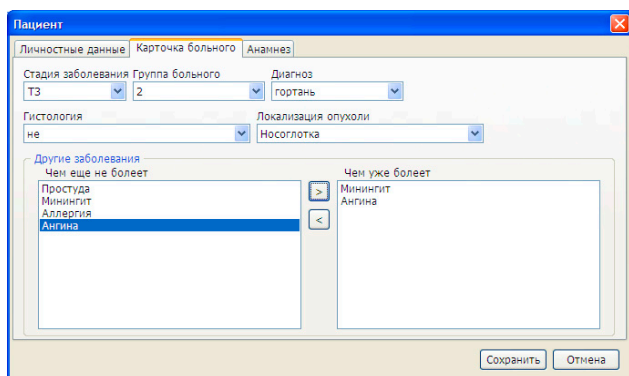 Пациент
Личностные данные Карточка больного Анамнез
Стадия заболевания Группа больного Диагноз
Т3 2 гортань
Гистология Локализация опухоли
не Носоглотка
Другие заболевания
Чем еще не болеет Чем уже болеет
Простуда > Минингит
Минингит Ангина
Аллергия <
Ангина
Сохранить Отмена